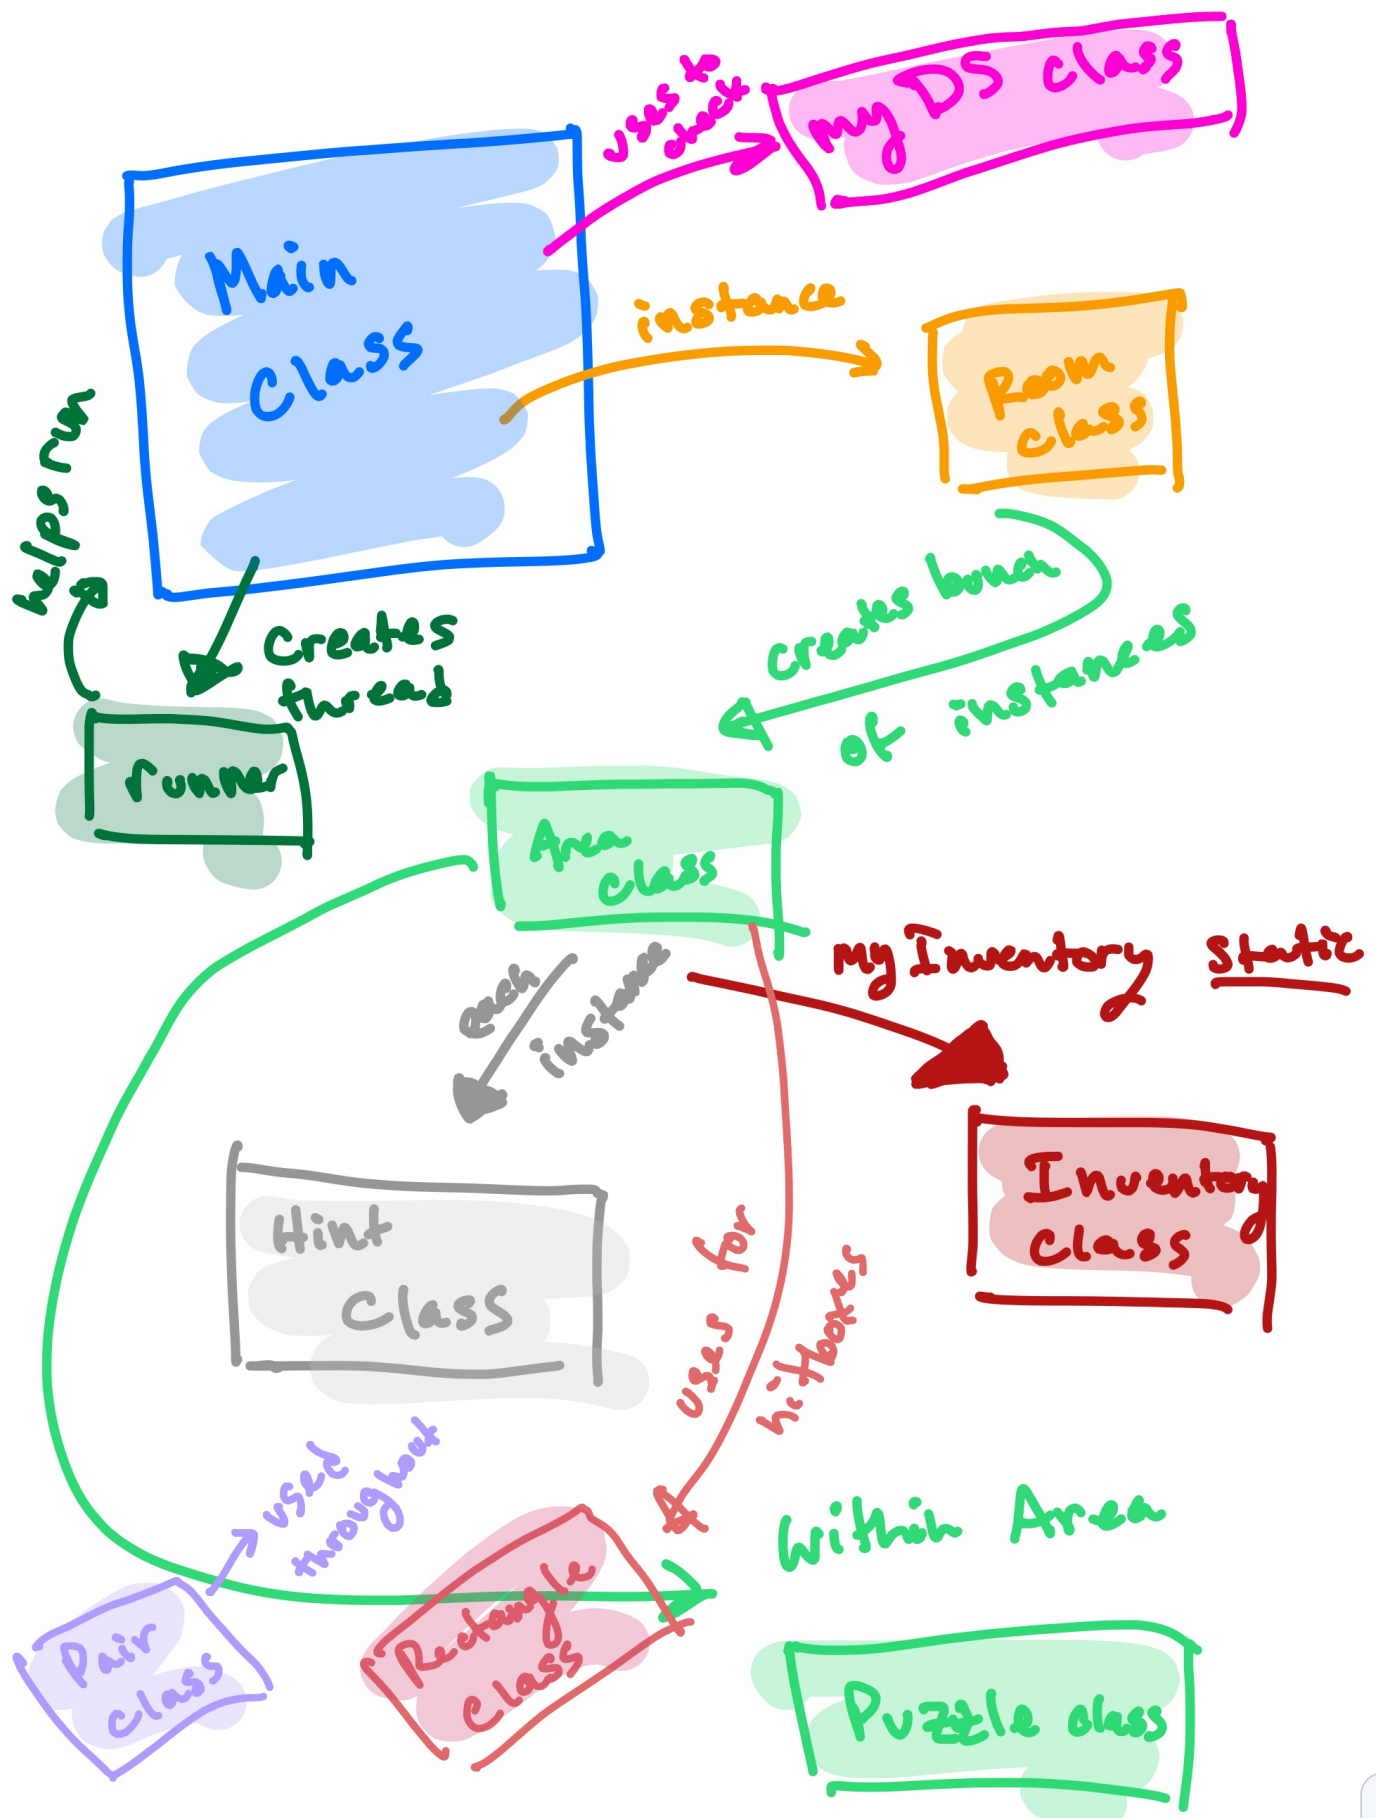 uses to
check
my DS class
Main
Class
instance
Room
class
helps run
creates
thread
runner
creates bunch
of instances
Area
class
each
instance
myInventory static
Inventory
class
Hint
Class
uses for
hitboxes
used
throughout
Within Area
Pair
class
Rectangle
class
Puzzle class